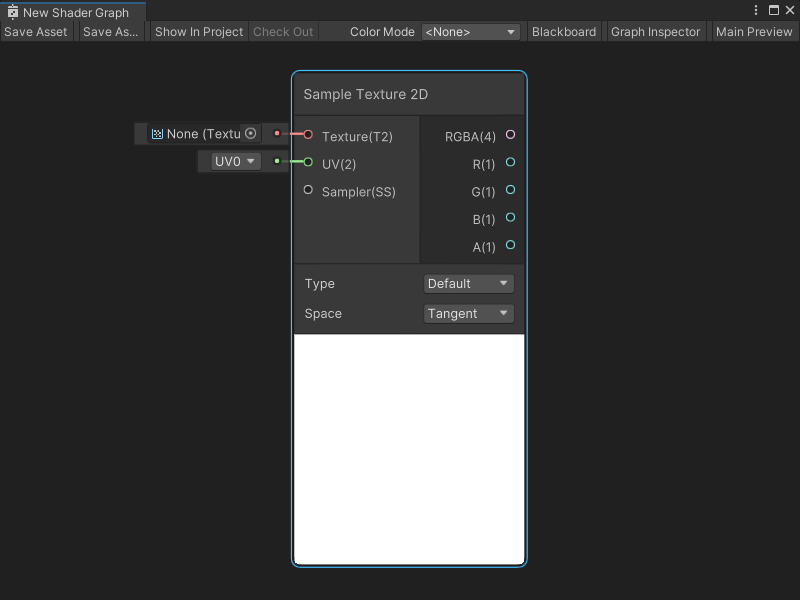 New Shader Graph
Save Asset Save As... Show In Project Check Out Color Mode <None> Blackboard Graph Inspector Main Preview
Sample Texture 2D
None (Textu Texture(T2) RGBA(4)
UV0 UV(2) R(1)
Sampler(SS) G(1)
B(1)
A(1)
Type Default
Space Tangent